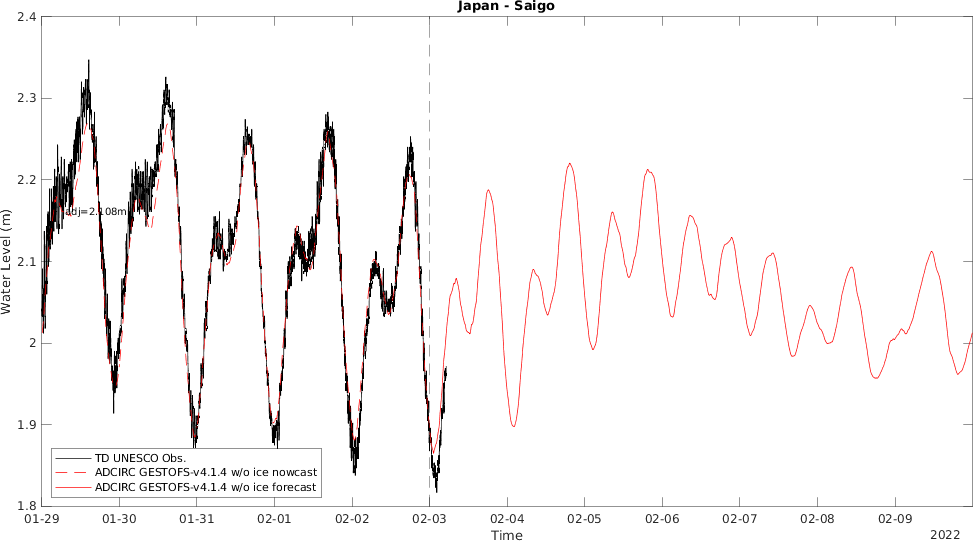 Japan - Saigo
2.4
2.3
2.2
2.1
2
1.9
1.8
Water Level (m)
adj=2.108m
TD UNESCO Obs.
ADCIRC GESTOFS-v4.1.4 w/o ice nowcast
ADCIRC GESTOFS-v4.1.4 w/o ice forecast
01-29 01-30 01-31 02-01 02-02 02-03 02-04 02-05 02-06 02-07 02-08 02-09
Time
2022